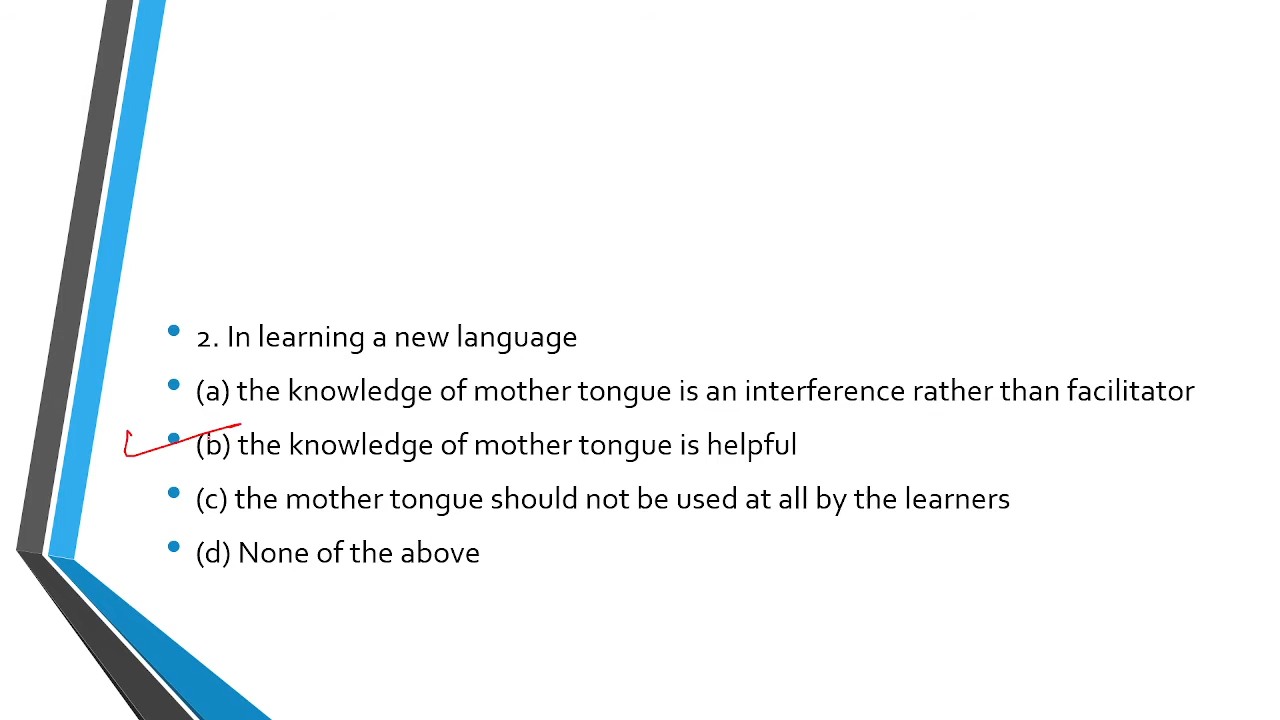 2. In learning a new language
(a) the knowledge of mother tongue is an interference rather than facilitator
(b) the knowledge of mother tongue is helpful
(c) the mother tongue should not be used at all by the learners
(d) None of the above